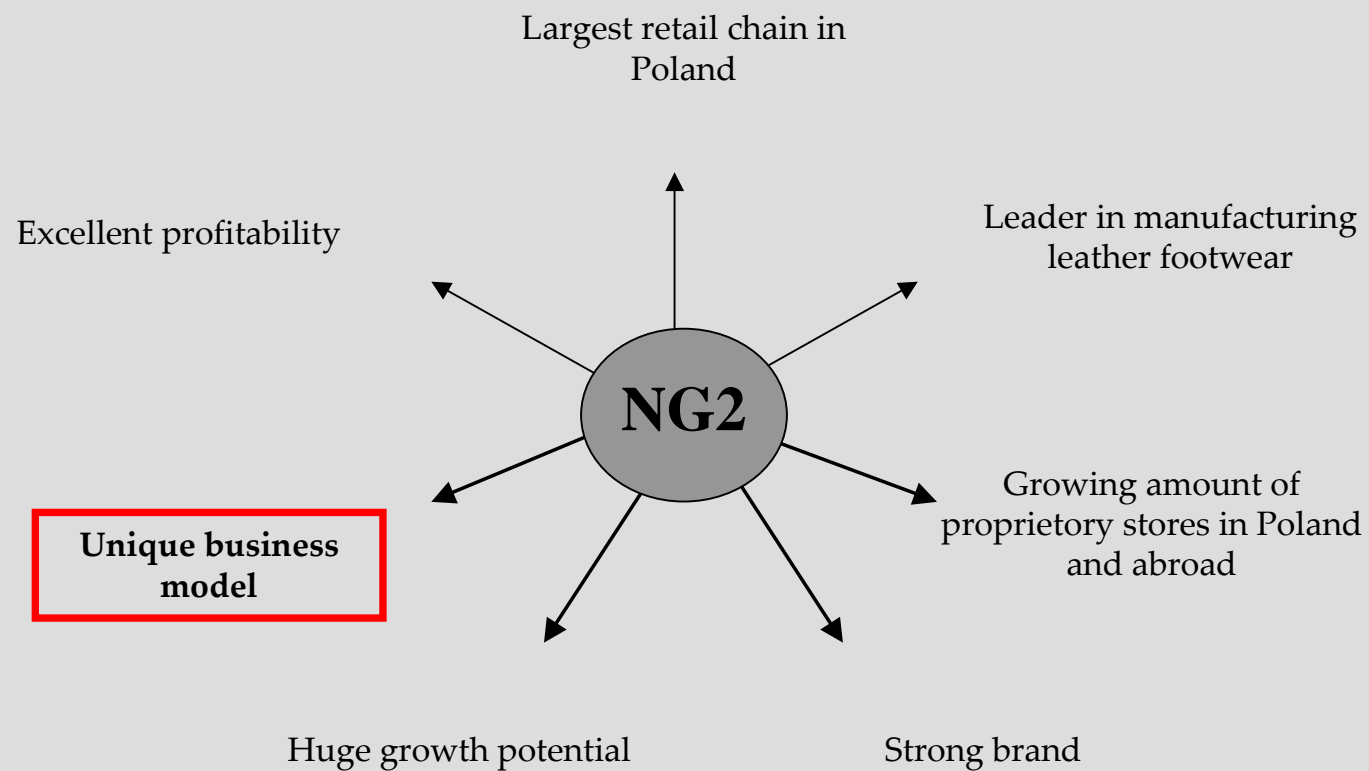 Largest retail chain in
Poland
Excellent profitability
Leader in manufacturing
leather footwear
NG2
Growing amount of
proprietory stores in Poland
and abroad
Unique business
model
Huge growth potential
Strong brand